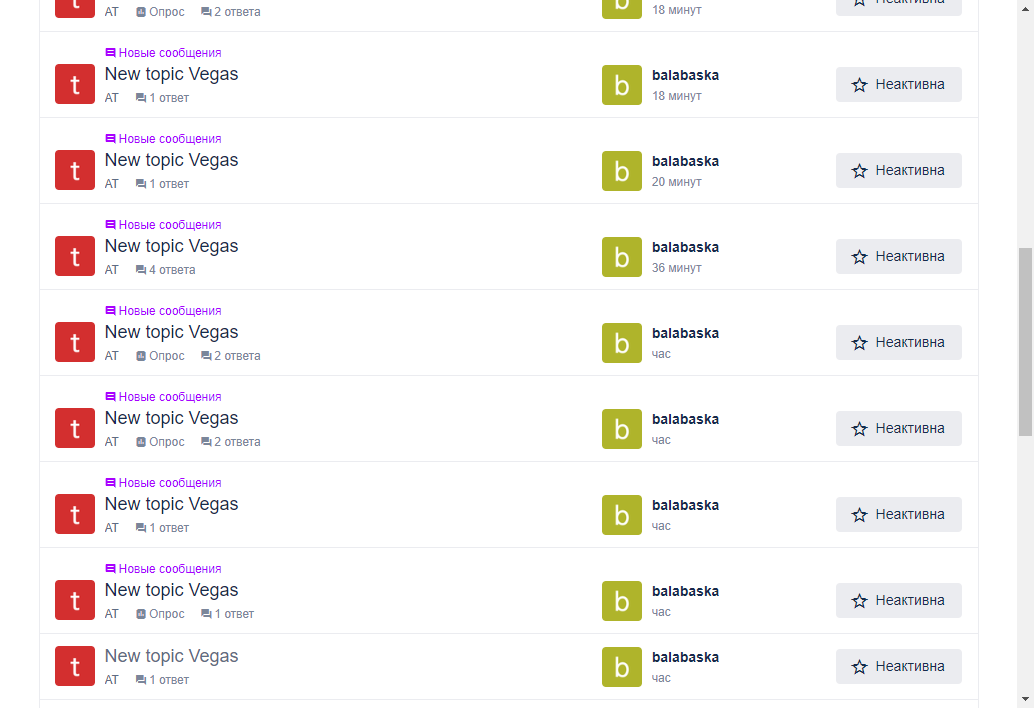 t
AT Опрос 2 ответа
b
18 минут
Неактивна
Новые сообщения
t
New topic Vegas
AT 1 ответ
b
balabaska
18 минут
Неактивна
Новые сообщения
t
New topic Vegas
AT 1 ответ
b
balabaska
20 минут
Неактивна
Новые сообщения
t
New topic Vegas
AT 4 ответа
b
balabaska
36 минут
Неактивна
Новые сообщения
t
New topic Vegas
AT Опрос 2 ответа
b
balabaska
час
Неактивна
Новые сообщения
t
New topic Vegas
AT Опрос 2 ответа
b
balabaska
час
Неактивна
Новые сообщения
t
New topic Vegas
AT 1 ответ
b
balabaska
час
Неактивна
Новые сообщения
t
New topic Vegas
AT Опрос 1 ответ
b
balabaska
час
Неактивна
t
New topic Vegas
AT 1 ответ
b
balabaska
час
Неактивна